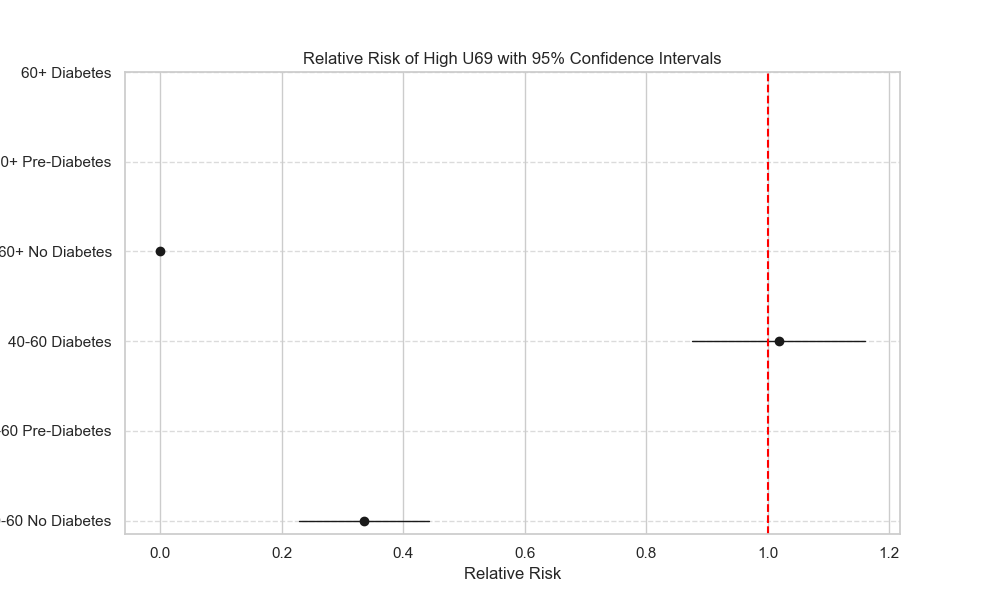 Relative Risk of High U69 with 95% Confidence Intervals
60+ Diabetes
0+ Pre-Diabetes
60+ No Diabetes
40-60 Diabetes
-60 Pre-Diabetes
-60 No Diabetes
0.0 0.2 0.4 0.6 0.8 1.0 1.2
Relative Risk